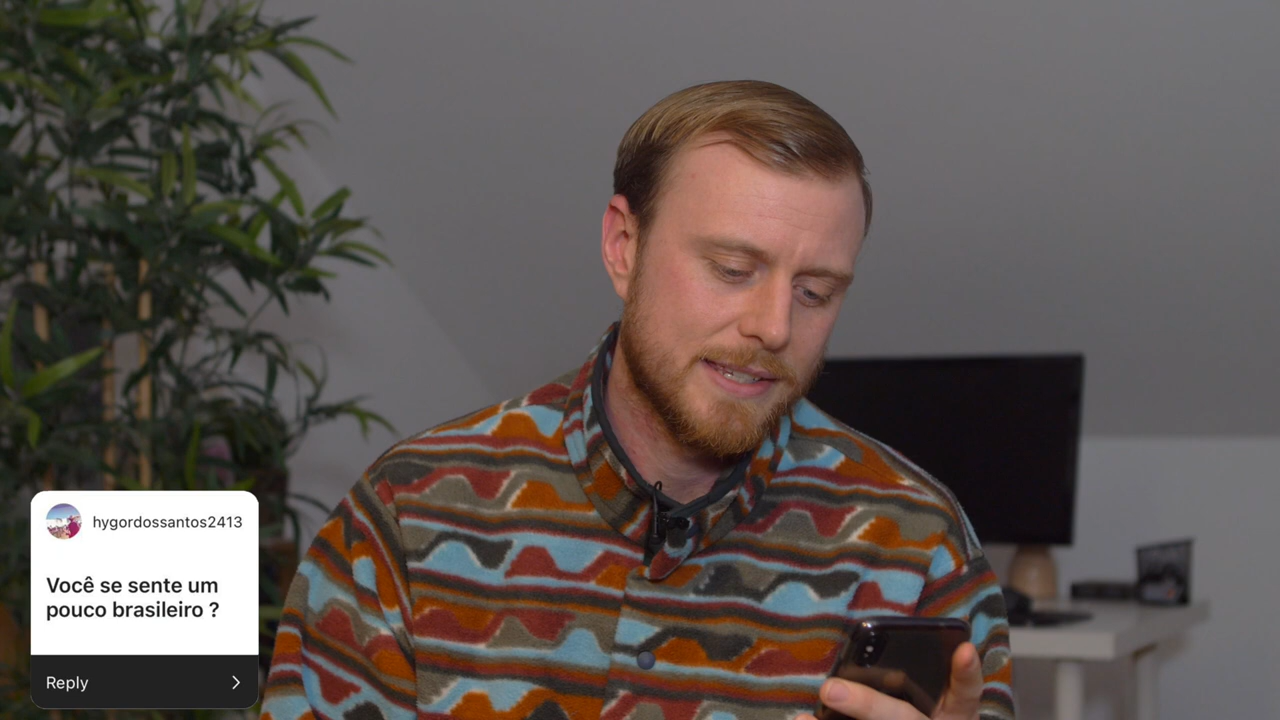 hygordossantos2413
Você se sente um
pouco brasileiro ?
Reply